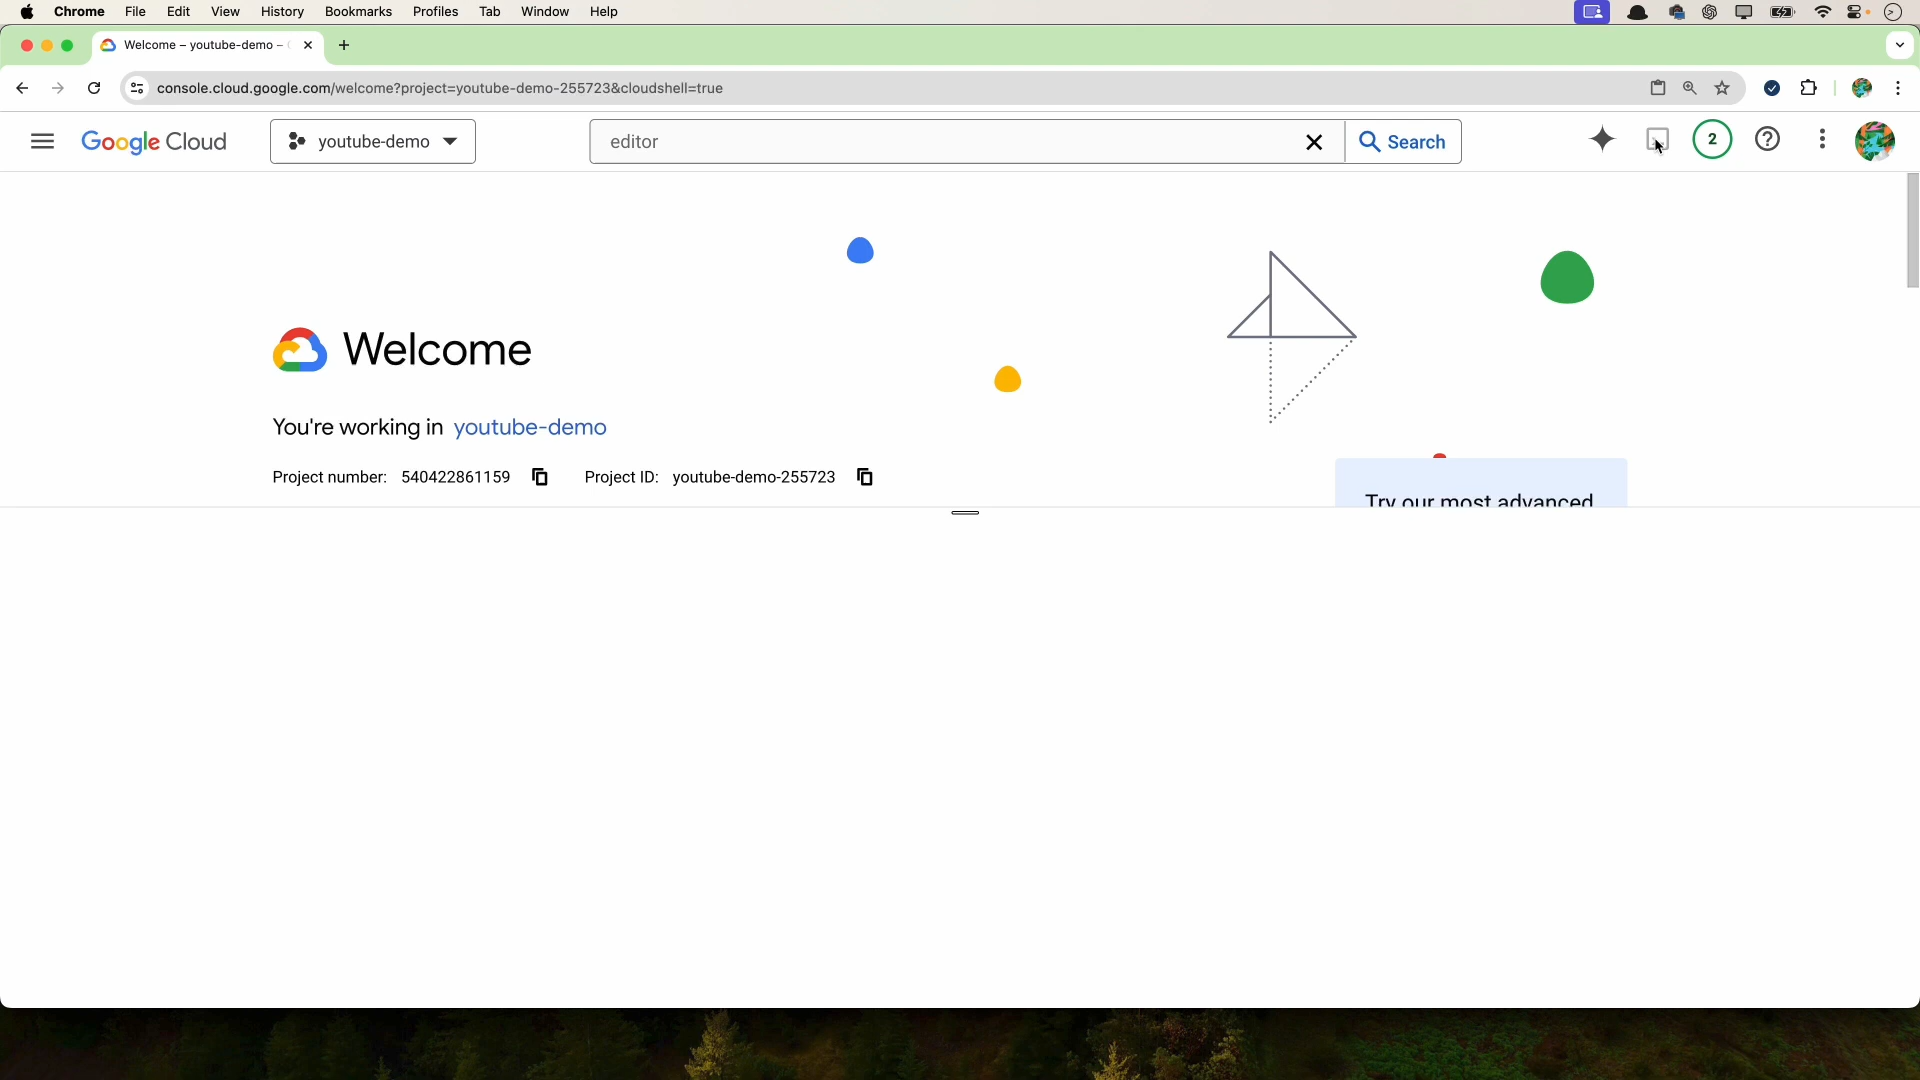 Chrome File Edit View History Bookmarks Profiles Tab Window Help
Welcome – youtube-demo –
console.cloud.google.com/welcome?project=youtube-demo-255723&cloudshell=true
Google Cloud youtube-demo editor Search 2
Welcome
You're working in youtube-demo
Project number: 540422861159 Project ID: youtube-demo-255723
Try our most advanced